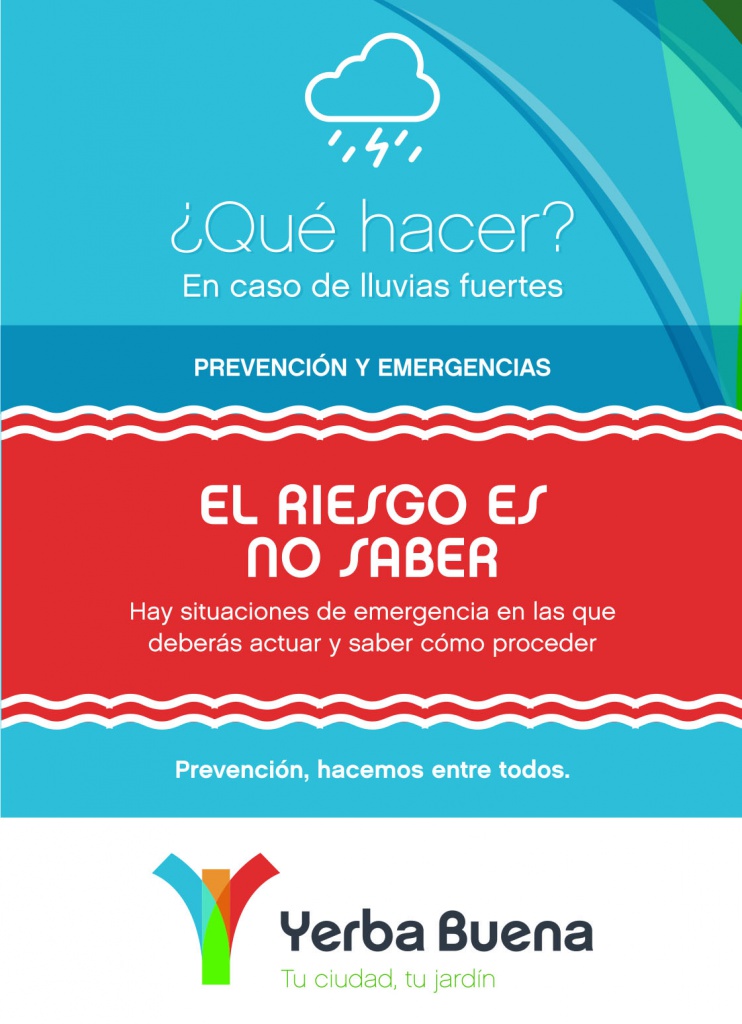 ¿Qué hacer?
En caso de lluvias fuertes
PREVENCIÓN Y EMERGENCIAS
EL RIESGO ES
NO SABER
Hay situaciones de emergencia en las que
deberás actuar y saber cómo proceder
Prevención, hacemos entre todos.
Yerba Buena
Tu ciudad, tu jardín